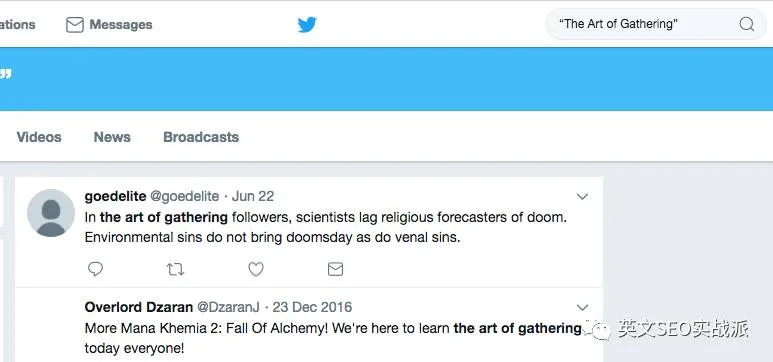 ations Messages “The Art of Gathering”
”
Videos News Broadcasts
goedelite @goedelite · Jun 22
In the art of gathering followers, scientists lag religious forecasters of doom.
Environmental sins do not bring doomsday as do venal sins.
Overlord Dzaran @DzaranJ · 23 Dec 2016
More Mana Khemia 2: Fall Of Alchemy! We're here to learn the art of gathering
today everyone!
英文SEO实战派